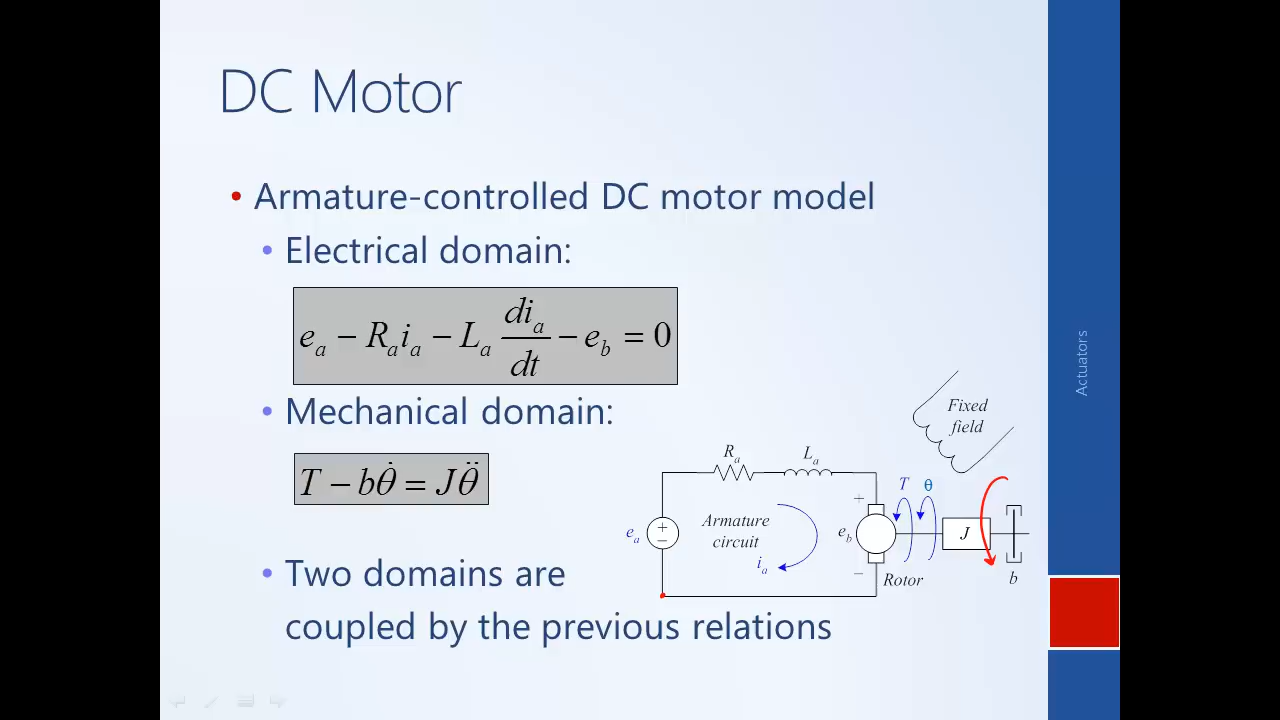 DC Motor
• Armature-controlled DC motor model
• Electrical domain:
e_a − R_a i_a − L_a di_a/dt − e_b = 0
• Mechanical domain:
T − bθ̇ = Jθ̈
• Two domains are
coupled by the previous relations
Fixed
field
R_a
L_a
T
θ
+
e_a
+
−
Armature
circuit
i_a
e_b
J
−
Rotor
b
Actuators